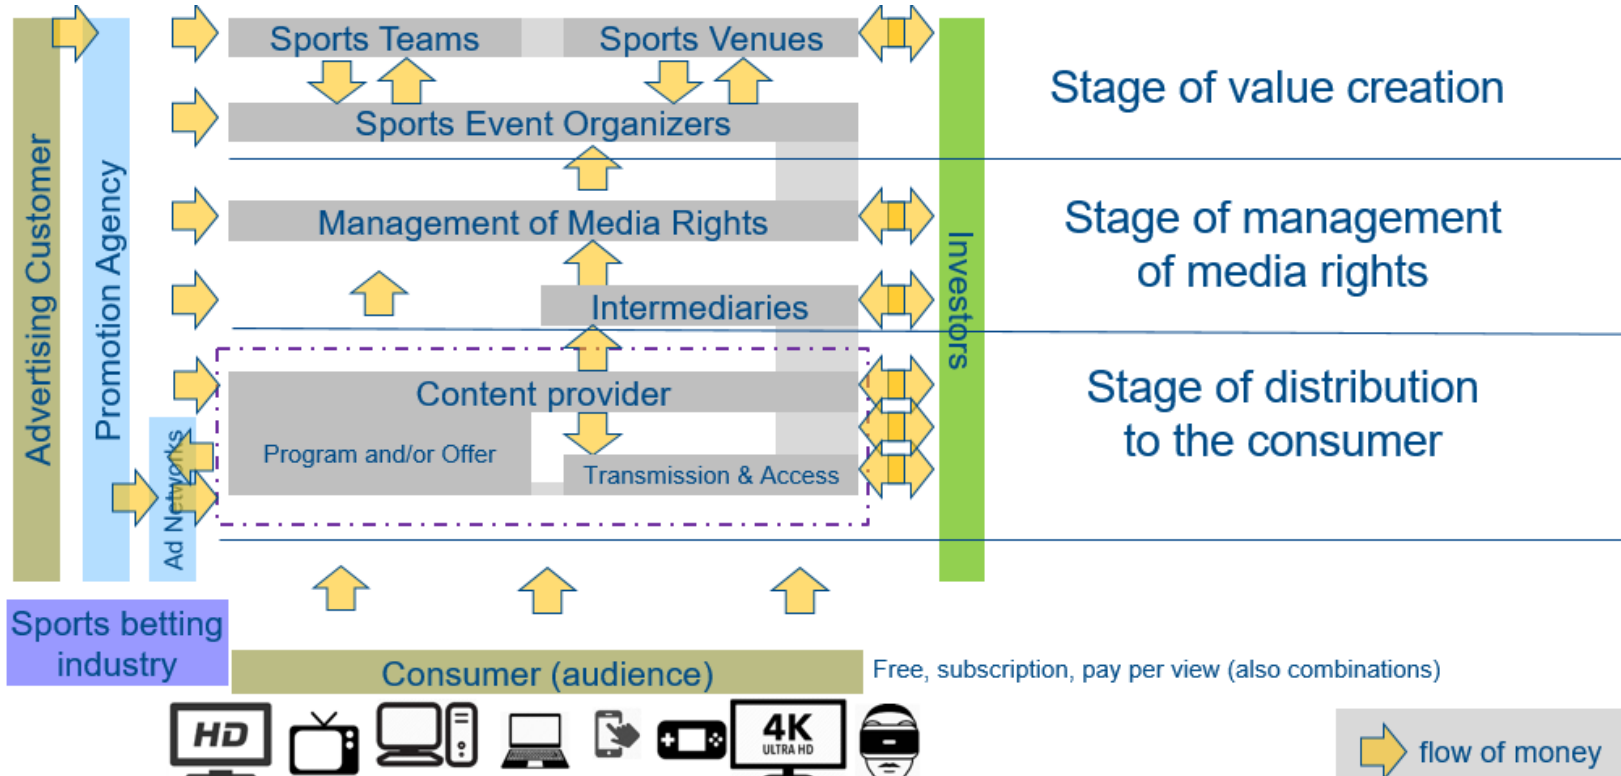 Sports Teams
Sports Venues
Stage of value creation
Sports Event Organizers
Advertising Customer
Promotion Agency
Management of Media Rights
Stage of management
of media rights
Investors
Intermediaries
Content provider
Stage of distribution
to the consumer
Program and/or Offer
Transmission & Access
Ad Networks
Sports betting
industry
Consumer (audience)
Free, subscription, pay per view (also combinations)
HD
4K
ULTRA HD
flow of money